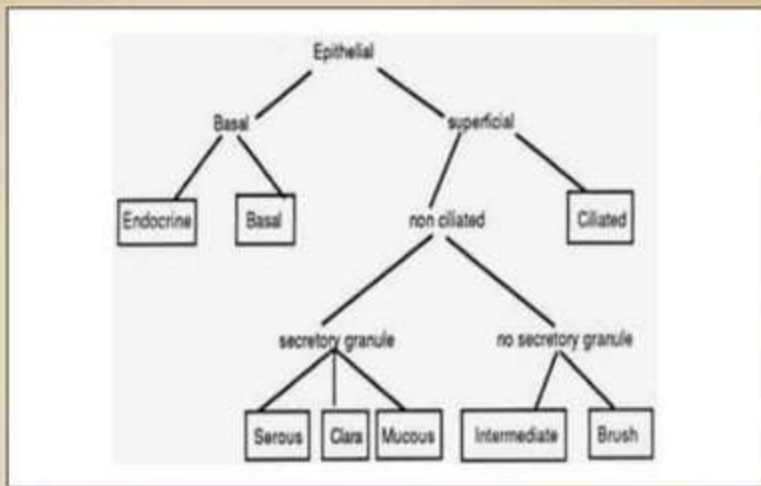 Epithelial
Basal
superficial
Endocrine
Basal
non ciliated
Ciliated
secretory granule
no secretory granule
Serous
Clara
Mucous
Intermediate
Brush